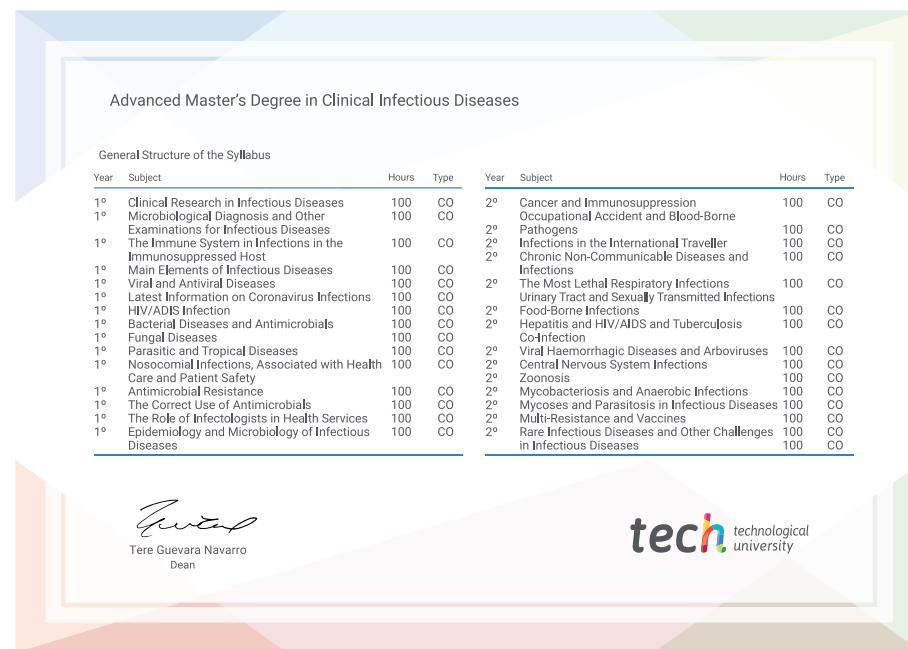 Advanced Master's Degree in Clinical Infectious Diseases
General Structure of the Syllabus
Year Subject Hours Type
1º Clinical Research in Infectious Diseases 100 CO
1º Microbiological Diagnosis and Other 100 CO
Examinations for Infectious Diseases
1º The Immune System in Infections in the 100 CO
Immunosuppressed Host
1º Main Elements of Infectious Diseases 100 CO
1º Viral and Antiviral Diseases 100 CO
1º Latest Information on Coronavirus Infections 100 CO
1º HIV/ADIS Infection 100 CO
1º Bacterial Diseases and Antimicrobials 100 CO
1º Fungal Diseases 100 CO
1º Parasitic and Tropical Diseases 100 CO
1º Nosocomial Infections, Associated with Health 100 CO
Care and Patient Safety
1º Antimicrobial Resistance 100 CO
1º The Correct Use of Antimicrobials 100 CO
1º The Role of Infectologists in Health Services 100 CO
1º Epidemiology and Microbiology of Infectious 100 CO
Diseases
Year Subject Hours Type
2º Cancer and Immunosuppression 100 CO
Occupational Accident and Blood-Borne
2º Pathogens 100 CO
2º Infections in the International Traveller 100 CO
2º Chronic Non-Communicable Diseases and 100 CO
Infections
2º The Most Lethal Respiratory Infections 100 CO
Urinary Tract and Sexually Transmitted Infections
2º Food-Borne Infections 100 CO
2º Hepatitis and HIV/AIDS and Tuberculosis 100 CO
Co-Infection
2º Viral Haemorrhagic Diseases and Arboviruses 100 CO
2º Central Nervous System Infections 100 CO
2º Zoonosis 100 CO
2º Mycobacteriosis and Anaerobic Infections 100 CO
2º Mycoses and Parasitosis in Infectious Diseases 100 CO
2º Multi-Resistance and Vaccines 100 CO
2º Rare Infectious Diseases and Other Challenges 100 CO
in Infectious Diseases 100 CO
Tere Guevara Navarro
Dean
tech technological
university